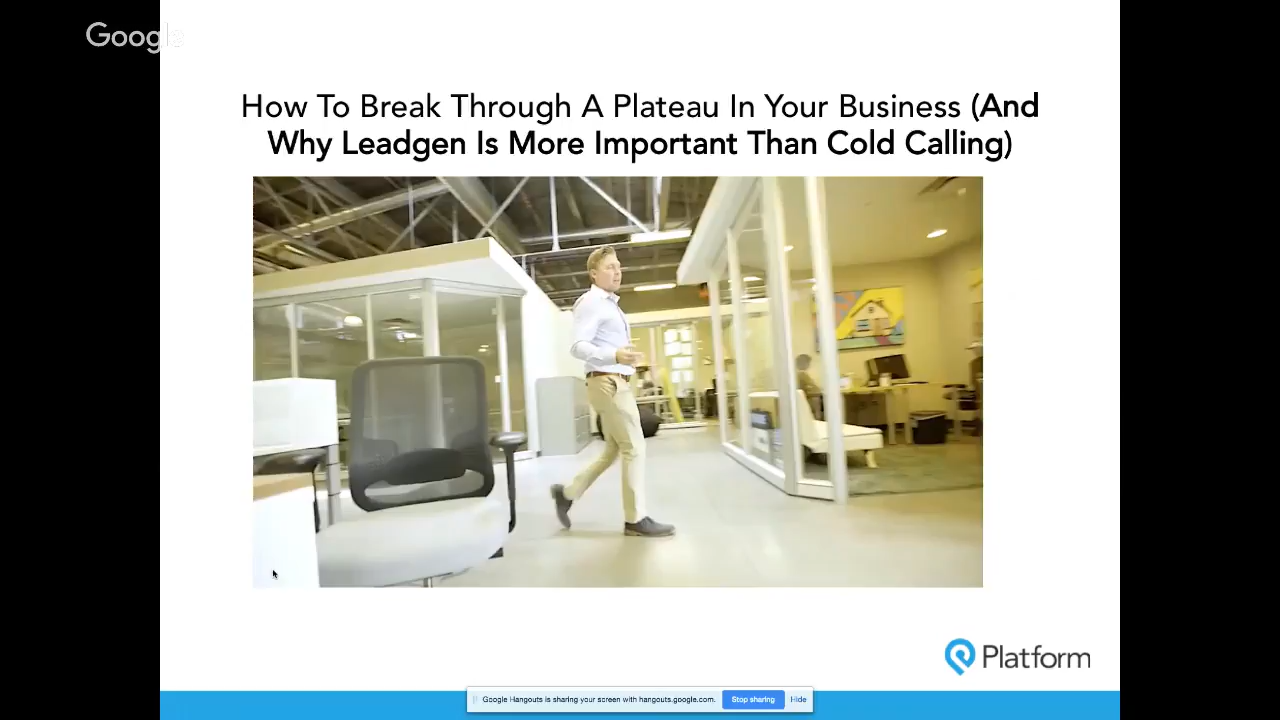 Google
How To Break Through A Plateau In Your Business (And
Why Leadgen Is More Important Than Cold Calling)
Platform
Google Hangouts is sharing your screen with hangouts.google.com.
Stop sharing
Hide